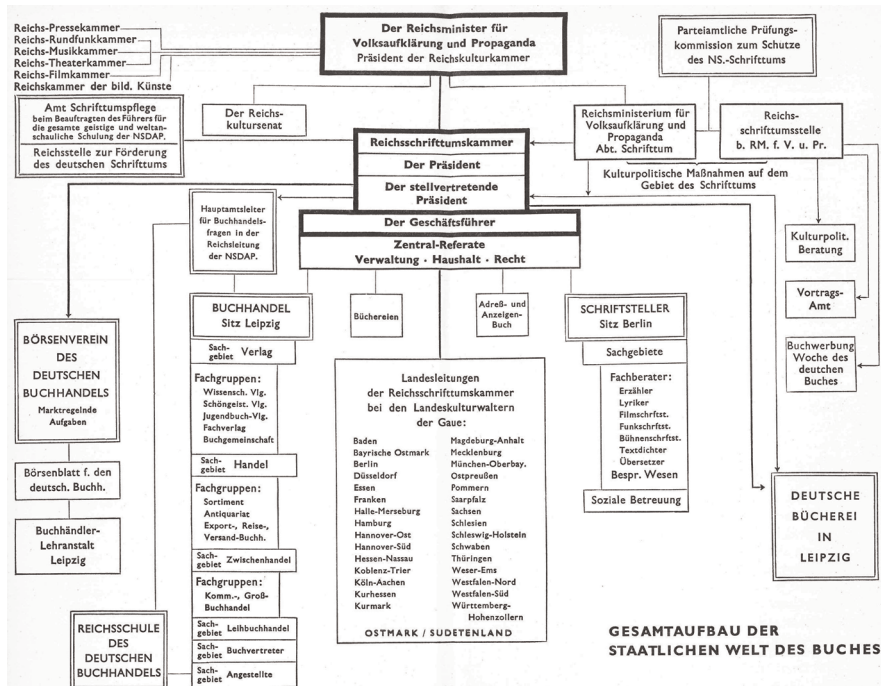 Der Reichsminister für
Volksaufklärung und Propaganda
Präsident der Reichskulturkammer
Reichs-Pressekammer
Reichs-Rundfunkkammer
Reichs-Musikkammer
Reichs-Theaterkammer
Reichs-Filmkammer
Reichskammer der bild. Künste
Parteiamtliche Prüfungs-
kommission zum Schutze
des NS.-Schrifttums
Amt Schrifttumspflege
beim Beauftragten des Führers für
die gesamte geistige und weltan-
schauliche Schulung der NSDAP.
Reichsstelle zur Förderung
des deutschen Schrifttums
Der Reichs-
kultursenat
Reichsministerium für
Volksaufklärung und
Propaganda
Abt. Schrifttum
Reichs-
schrifttumsstelle
b. RM. f. V. u. Pr.
Kulturpolitische Maßnahmen auf dem
Gebiet des Schrifttums
Reichsschrifttumskammer
Der Präsident
Der stellvertretende
Präsident
Der Geschäftsführer
Zentral-Referate
Verwaltung · Haushalt · Recht
Hauptamtsleiter
für Buchhandels-
fragen in der
Reichsleitung
der NSDAP.
Kulturpolit.
Beratung
Vortrags-
Amt
Buchwerbung
Woche des
deutchen
Buches
BÖRSENVEREIN
DES
DEUTSCHEN
BUCHHANDELS
Marktregelnde
Aufgaben
Börsenblatt f. den
deutsch. Buchh.
Buchhändler-
Lehranstalt
Leipzig
REICHSSCHULE
DES
DEUTSCHEN
BUCHHANDELS
BUCHHANDEL
Sitz Leipzig
Sach-
gebiet Verlag
Fachgruppen:
Wissensch. Vlg.
Schöngeist. Vlg.
Jugendbuch-Vlg.
Fachverlag
Buchgemeinschaft
Sach-
gebiet Handel
Fachgruppen:
Sortiment
Antiquariat
Export-, Reise-,
Versand-Buchh.
Sach-
gebiet Zwischenhandel
Fachgruppen:
Komm.-, Groß-
Buchhandel
Sach-
gebiet Leihbuchhandel
Sach-
gebiet Buchvertreter
Sach-
gebiet Angestellte
Büchereien
Adreß- und
Anzeigen-
Buch
SCHRIFTSTELLER
Sitz Berlin
Sachgebiete
Fachberater:
Erzähler
Lyriker
Filmschriftst.
Funkschriftst.
Bühnenschriftst.
Textdichter
Übersetzer
Bespr. Wesen
Soziale Betreuung
Landesleitungen
der Reichsschrifttumskammer
bei den Landeskulturwaltern
der Gaue:
Baden
Bayrische Ostmark
Berlin
Düsseldorf
Essen
Franken
Halle-Merseburg
Hamburg
Hannover-Ost
Hannover-Süd
Hessen-Nassau
Koblenz-Trier
Köln-Aachen
Kurhessen
Kurmark
Magdeburg-Anhalt
Mecklenburg
München-Oberbay.
Ostpreußen
Pommern
Saarpfalz
Sachsen
Schlesien
Schleswig-Holstein
Schwaben
Thüringen
Weser-Ems
Westfalen-Nord
Westfalen-Süd
Württemberg-
Hohenzollern
OSTMARK / SUDETENLAND
DEUTSCHE
BÜCHEREI
IN
LEIPZIG
GESAMTAUFBAU DER
STAATLICHEN WELT DES BUCHES